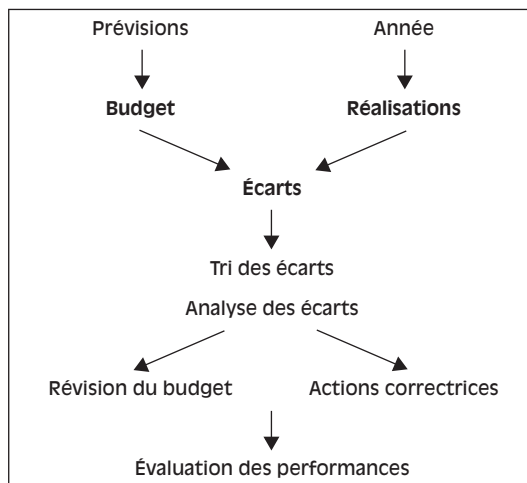 Prévisions Année
Budget Réalisations
Écarts
Tri des écarts
Analyse des écarts
Révision du budget Actions correctrices
Évaluation des performances